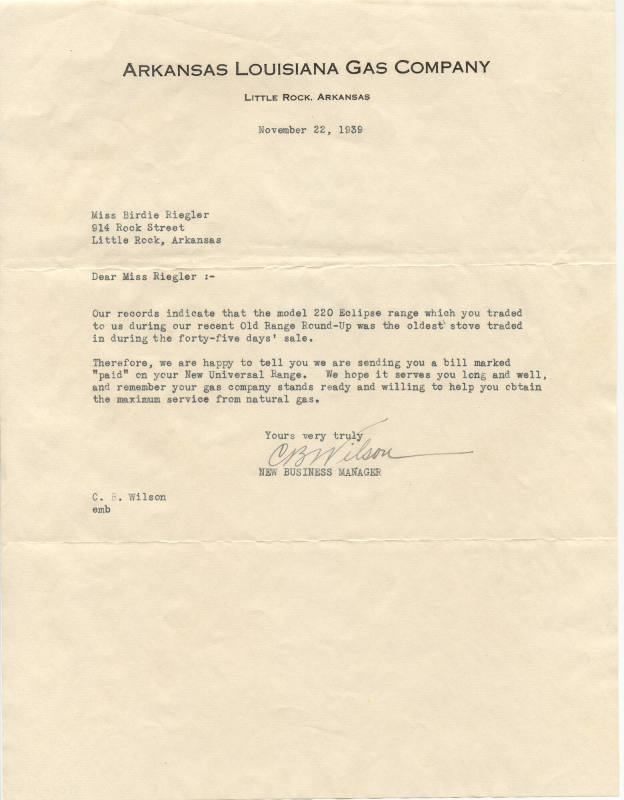 ARKANSAS LOUISIANA GAS COMPANY
LITTLE ROCK, ARKANSAS
November 22, 1939
Miss Birdie Riegler
914 Rock Street
Little Rock, Arkansas
Dear Miss Riegler :-
Our records indicate that the model 220 Eclipse range which you traded
to us during our recent Old Range Round-Up was the oldest stove traded
in during the forty-five days' sale.
Therefore, we are happy to tell you we are sending you a bill marked
"paid" on your New Universal Range. We hope it serves you long and well,
and remember your gas company stands ready and willing to help you obtain
the maximum service from natural gas.
Yours very truly
CB Wilson
NEW BUSINESS MANAGER
C. B. Wilson
emb